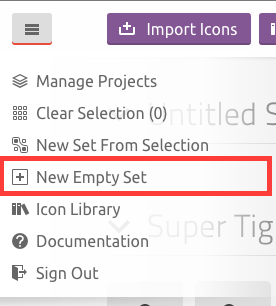 Import Icons
Manage Projects
Untitled S
Clear Selection (0)
New Set From Selection
New Empty Set
Icon Library
Super Tig
Documentation
Sign Out